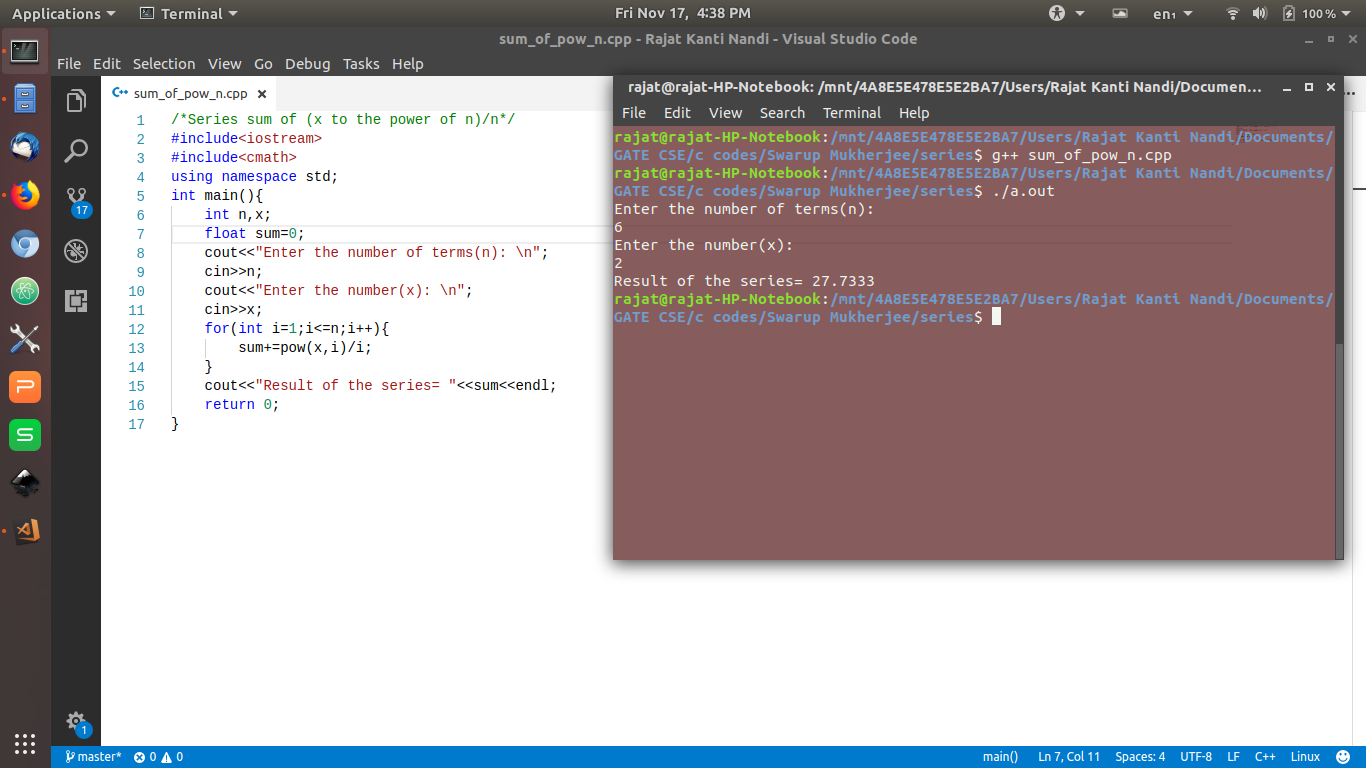 Applications Terminal Fri Nov 17, 4:38 PM en₁ 100 %
sum_of_pow_n.cpp - Rajat Kanti Nandi - Visual Studio Code
File Edit Selection View Go Debug Tasks Help
sum_of_pow_n.cpp
17
1 /*Series sum of (x to the power of n)/n*/
2 #include<iostream>
3 #include<cmath>
4 using namespace std;
5 int main(){
6 int n,x;
7 float sum=0;
8 cout<<"Enter the number of terms(n): \n";
9 cin>>n;
10 cout<<"Enter the number(x): \n";
11 cin>>x;
12 for(int i=1;i<=n;i++){
13 sum+=pow(x,i)/i;
14 }
15 cout<<"Result of the series= "<<sum<<endl;
16 return 0;
17 }
rajat@rajat-HP-Notebook: /mnt/4A8E5E478E5E2BA7/Users/Rajat Kanti Nandi/Documen...
File Edit View Search Terminal Help
rajat@rajat-HP-Notebook:/mnt/4A8E5E478E5E2BA7/Users/Rajat Kanti Nandi/Documents/
GATE CSE/c codes/Swarup Mukherjee/series$ g++ sum_of_pow_n.cpp
rajat@rajat-HP-Notebook:/mnt/4A8E5E478E5E2BA7/Users/Rajat Kanti Nandi/Documents/
GATE CSE/c codes/Swarup Mukherjee/series$ ./a.out
Enter the number of terms(n):
6
Enter the number(x):
2
Result of the series= 27.7333
rajat@rajat-HP-Notebook:/mnt/4A8E5E478E5E2BA7/Users/Rajat Kanti Nandi/Documents/
GATE CSE/c codes/Swarup Mukherjee/series$
1
master* 0 0 main() Ln 7, Col 11 Spaces: 4 UTF-8 LF C++ Linux